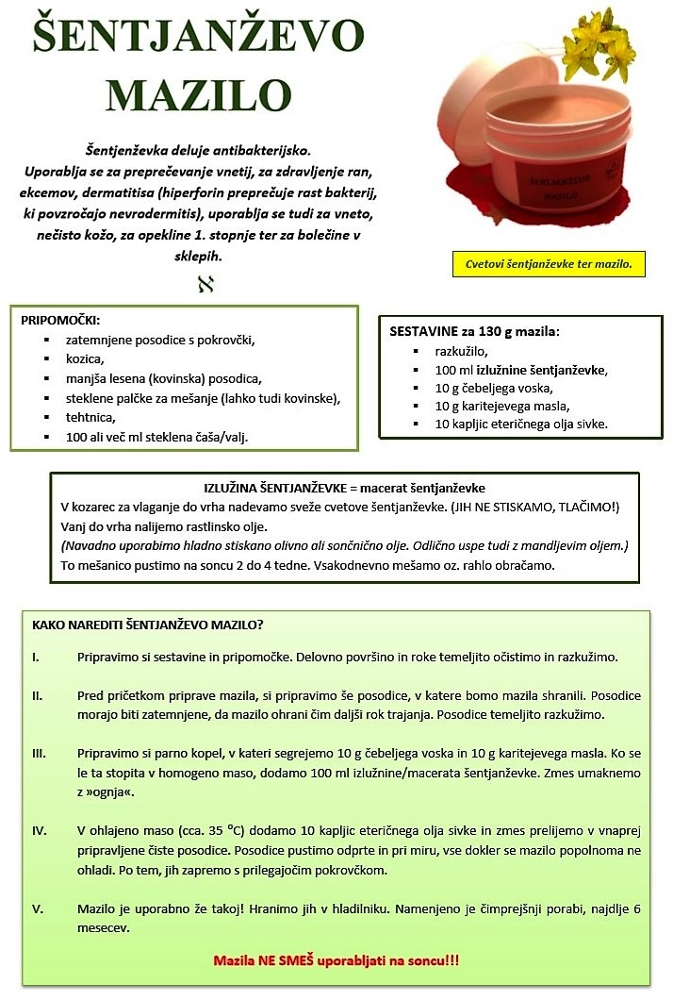 ŠENTJANŽEVO
MAZILO
Šentjenževka deluje antibakterijsko.
Uporablja se za preprečevanje vnetij, za zdravljenje ran,
ekcemov, dermatitisa (hiperforin preprečuje rast bakterij,
ki povzročajo nevrodermitis), uporablja se tudi za vneto,
nečisto kožo, za opekline 1. stopnje ter za bolečine v
sklepih.
ŠENTJANŽEVO
MAZILO
Cvetovi šentjanževke ter mazilo.
PRIPOMOČKI:
▪ zatemnjene posodice s pokrovčki,
▪ kozica,
▪ manjša lesena (kovinska) posodica,
▪ steklene palčke za mešanje (lahko tudi kovinske),
▪ tehtnica,
▪ 100 ali več ml steklena čaša/valj.
SESTAVINE za 130 g mazila:
▪ razkužilo,
▪ 100 ml izlužnine šentjanževke,
▪ 10 g čebeljega voska,
▪ 10 g karitejevega masla,
▪ 10 kapljic eteričnega olja sivke.
IZLUŽINA ŠENTJANŽEVKE = macerat šentjanževke
V kozarec za vlaganje do vrha nadevamo sveže cvetove šentjanževke. (JIH NE STISKAMO, TLAČIMO!)
Vanj do vrha nalijemo rastlinsko olje.
(Navadno uporabimo hladno stiskano olivno ali sončnično olje. Odlično uspe tudi z mandljevim oljem.)
To mešanico pustimo na soncu 2 do 4 tedne. Vsakodnevno mešamo oz. rahlo obračamo.
KAKO NAREDITI ŠENTJANŽEVO MAZILO?
I. Pripravimo si sestavine in pripomočke. Delovno površino in roke temeljito očistimo in razkužimo.
II. Pred pričetkom priprave mazila, si pripravimo še posodice, v katere bomo mazila shranili. Posodice
morajo biti zatemnjene, da mazilo ohrani čim daljši rok trajanja. Posodice temeljito razkužimo.
III. Pripravimo si parno kopel, v kateri segrejemo 10 g čebeljega voska in 10 g karitejevega masla. Ko se
le ta stopita v homogeno maso, dodamo 100 ml izlužnine/macerata šentjanževke. Zmes umaknemo
z »ognja«.
IV. V ohlajeno maso (cca. 35 ⁰C) dodamo 10 kapljic eteričnega olja sivke in zmes prelijemo v vnaprej
pripravljene čiste posodice. Posodice pustimo odprte in pri miru, vse dokler se mazilo popolnoma ne
ohladi. Po tem, jih zapremo s prilegajočim pokrovčkom.
V. Mazilo je uporabno že takoj! Hranimo jih v hladilniku. Namenjeno je čimprejšnji porabi, najdlje 6
mesecev.
Mazila NE SMEŠ uporabljati na soncu!!!